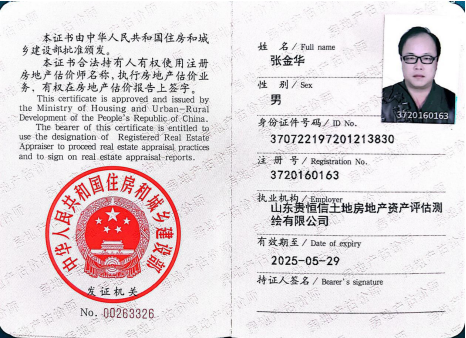 本证书由中华人民共和国住房和城
乡建设部批准颁发。
本证书合法持有人有权使用注册
房地产估价师名称，执行房地产估价业
务，有权在房地产估价报告上签字。
This certificate is approved and issued by
the Ministry of Housing and Urban-Rural
Development of the People's Republic of China.
The bearer of this certificate is entitled to
use the designation of Registered Real Estate
Appraiser to proceed real estate appraisal practices
and to sign on real estate appraisal reports.
中华人民共和国住房和城乡建设部
发证机关
No. 00263326
姓 名 / Full name
张金华
性 别 / Sex
男
身份证件号码 / ID No.
370722197201213830
注 册 号 / Registration No.
3720160163
执业机构 / Employer
山东贵恒信土地房地产资产评估测
绘有限公司
有效期至 / Date of expiry
2025-05-29
持证人签名 / Bearer's signature
3720160163